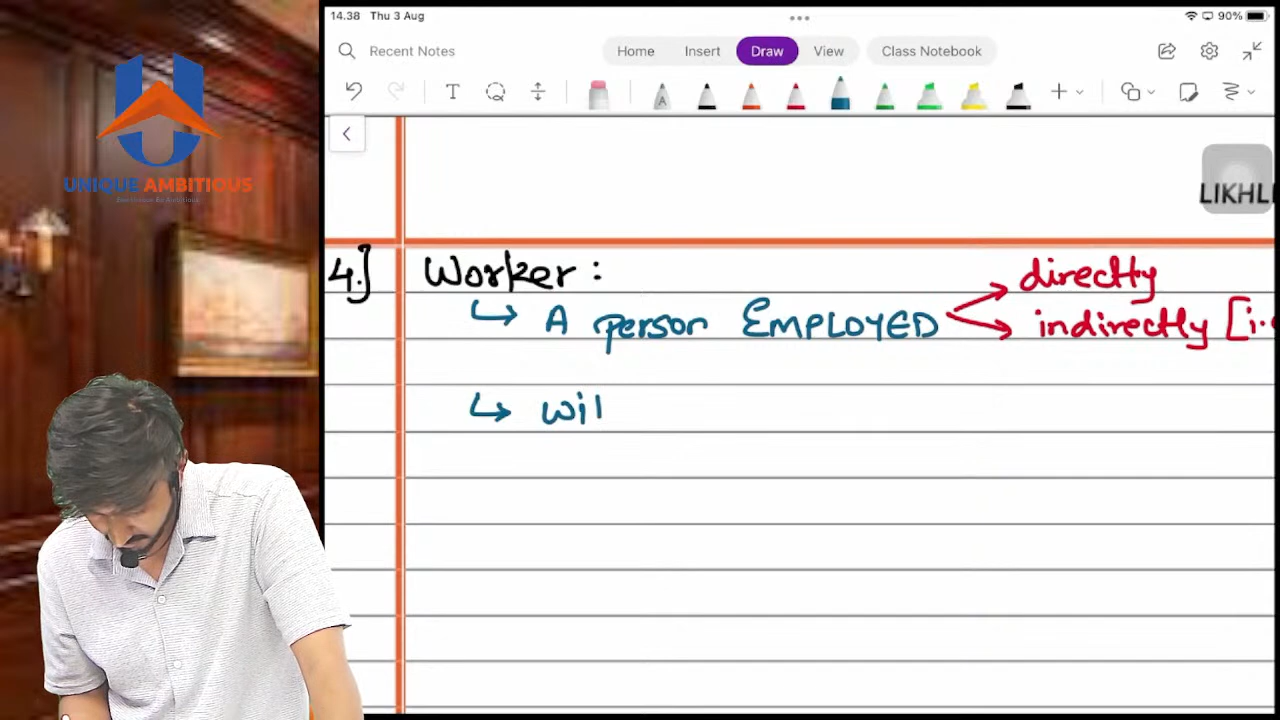 14.38 Thu 3 Aug
90%
Recent Notes
Home Insert Draw View Class Notebook
UNIQUE AMBITIOUS
LIKHLE
4.] Worker :
↳ A person EMPLOYED
directly
indirectly [i.e
↳ wil